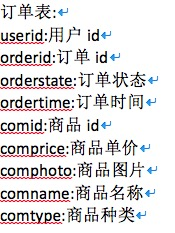 订单表:
userid:用户 id
orderid:订单 id
orderstate:订单状态
ordertime:订单时间
comid:商品 id
comprice:商品单价
comphoto:商品图片
comname:商品名称
comtype:商品种类